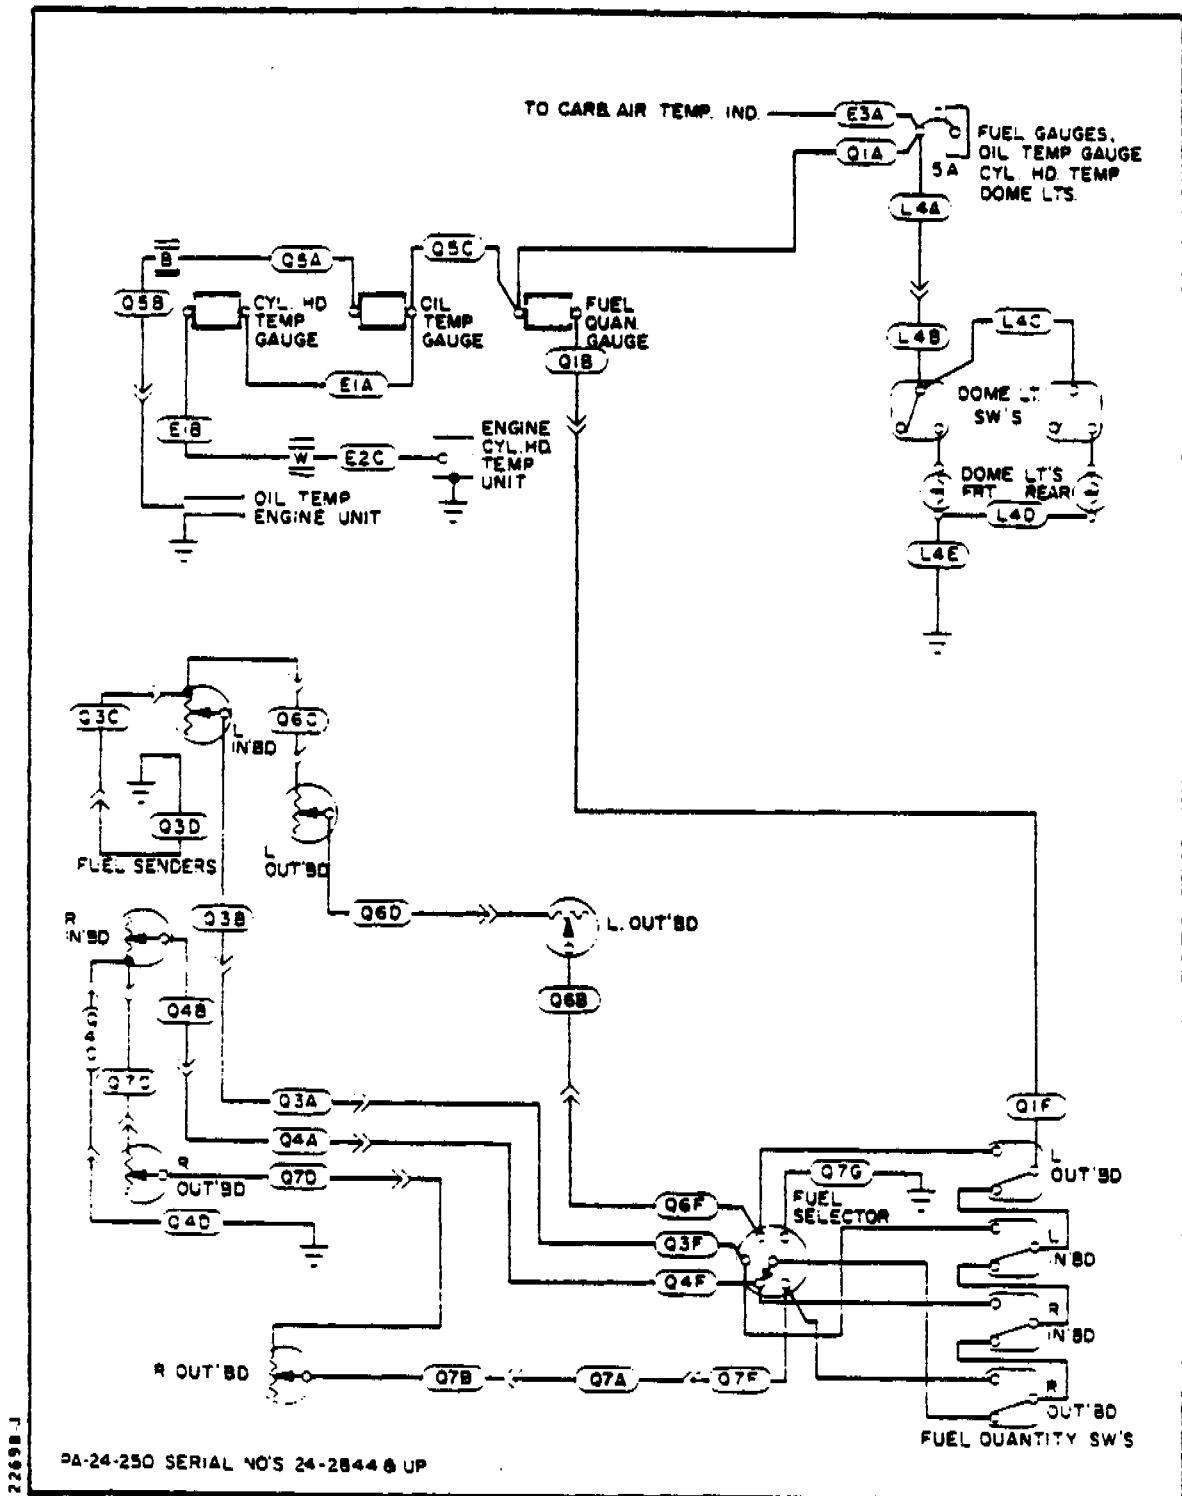 TO CARB. AIR TEMP. IND.
E3A
Q1A
5A
FUEL GAUGES,
OIL TEMP GAUGE
CYL. HD. TEMP
DOME LTS.
L4A
B
Q5A
Q5C
Q5B
CYL. HD
TEMP
GAUGE
OIL
TEMP
GAUGE
FUEL
QUAN.
GAUGE
Q1B
L4B
L4C
E1A
DOME LT.
SW'S
E1B
W
E2C
ENGINE
CYL. HD.
TEMP
UNIT
DOME LT'S
FRT REAR
L4D
OIL TEMP
ENGINE UNIT
L4E
Q3C
L
IN'BD
Q6C
Q3D
FUEL SENDERS
L
OUT'BD
Q6D
L. OUT'BD
R
IN'BD
Q3B
Q4B
Q6B
Q7C
Q3A
Q1F
Q4A
R
OUT'BD
Q7D
L
OUT'BD
Q7G
FUEL
SELECTOR
Q6F
Q4D
Q3F
L
IN'BD
Q4F
R
IN'BD
R OUT'BD
Q7B
Q7A
Q7F
R
OUT'BD
FUEL QUANTITY SW'S
PA-24-250 SERIAL NO'S 24-2844 & UP
2269B-J